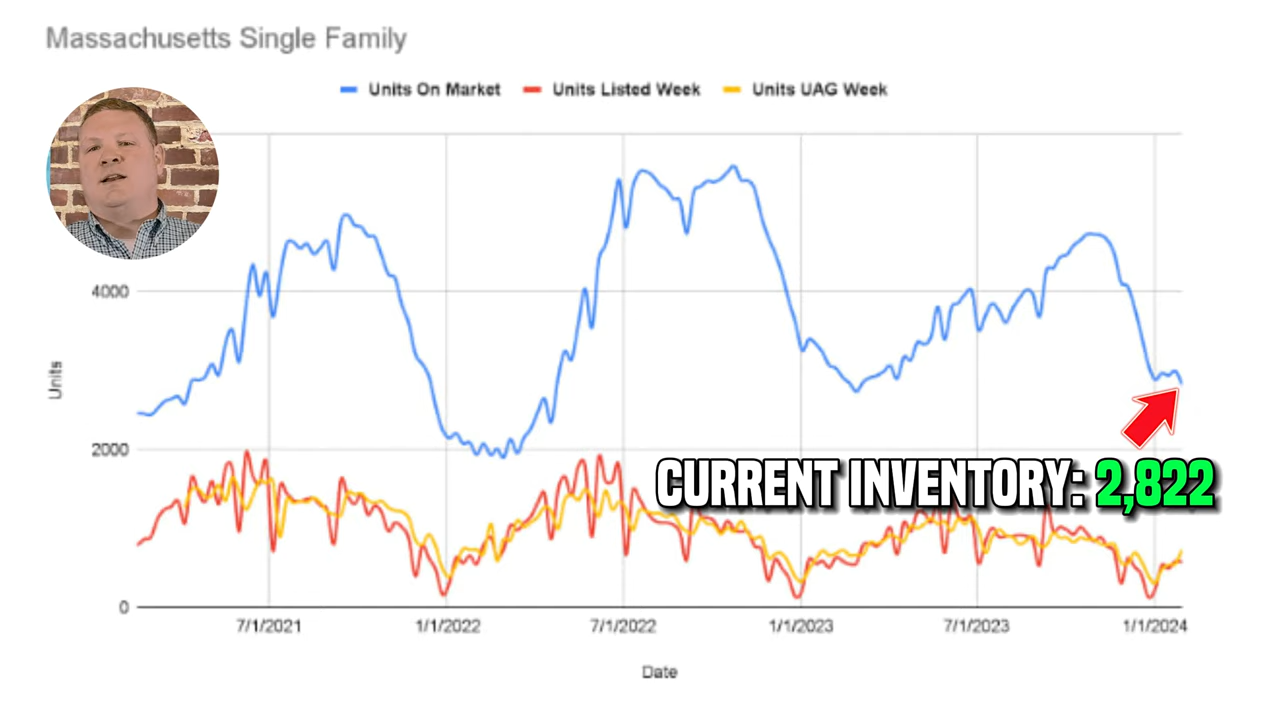 Massachusetts Single Family
Units On Market Units Listed Week Units UAG Week
4000
Units
2000
CURRENT INVENTORY: 2,822
0
7/1/2021 1/1/2022 7/1/2022 1/1/2023 7/1/2023 1/1/2024
Date